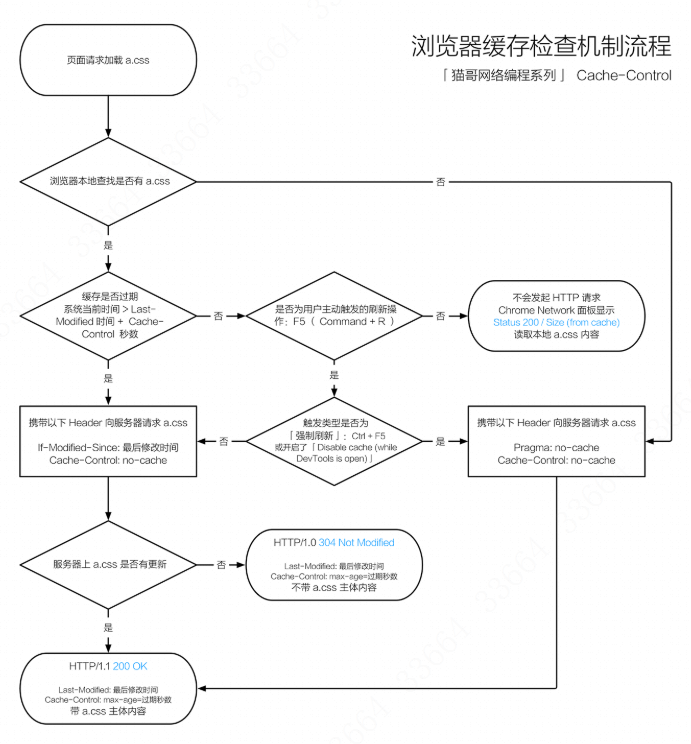 浏览器缓存检查机制流程
「猫哥网络编程系列」 Cache-Control
页面请求加载 a.css
浏览器本地查找是否有 a.css
否
是
缓存是否过期
系统当前时间 > Last-
Modified 时间 + Cache-
Control 秒数
否
是否为用户主动触发的刷新操
作：F5（ Command + R ）
否
不会发起 HTTP 请求
Chrome Network 面板显示
Status 200 / Size (from cache)
读取本地 a.css 内容
是
是
携带以下 Header 向服务器请求 a.css
If-Modified-Since: 最后修改时间
Cache-Control: no-cache
否
触发类型是否为
「强制刷新」：Ctrl + F5
或开启了「Disable cache (while
DevTools is open)」
是
携带以下 Header 向服务器请求 a.css
Pragma: no-cache
Cache-Control: no-cache
服务器上 a.css 是否有更新
否
HTTP/1.0 304 Not Modified
Last-Modified: 最后修改时间
Cache-Control: max-age=过期秒数
不带 a.css 主体内容
是
HTTP/1.1 200 OK
Last-Modified: 最后修改时间
Cache-Control: max-age=过期秒数
带 a.css 主体内容